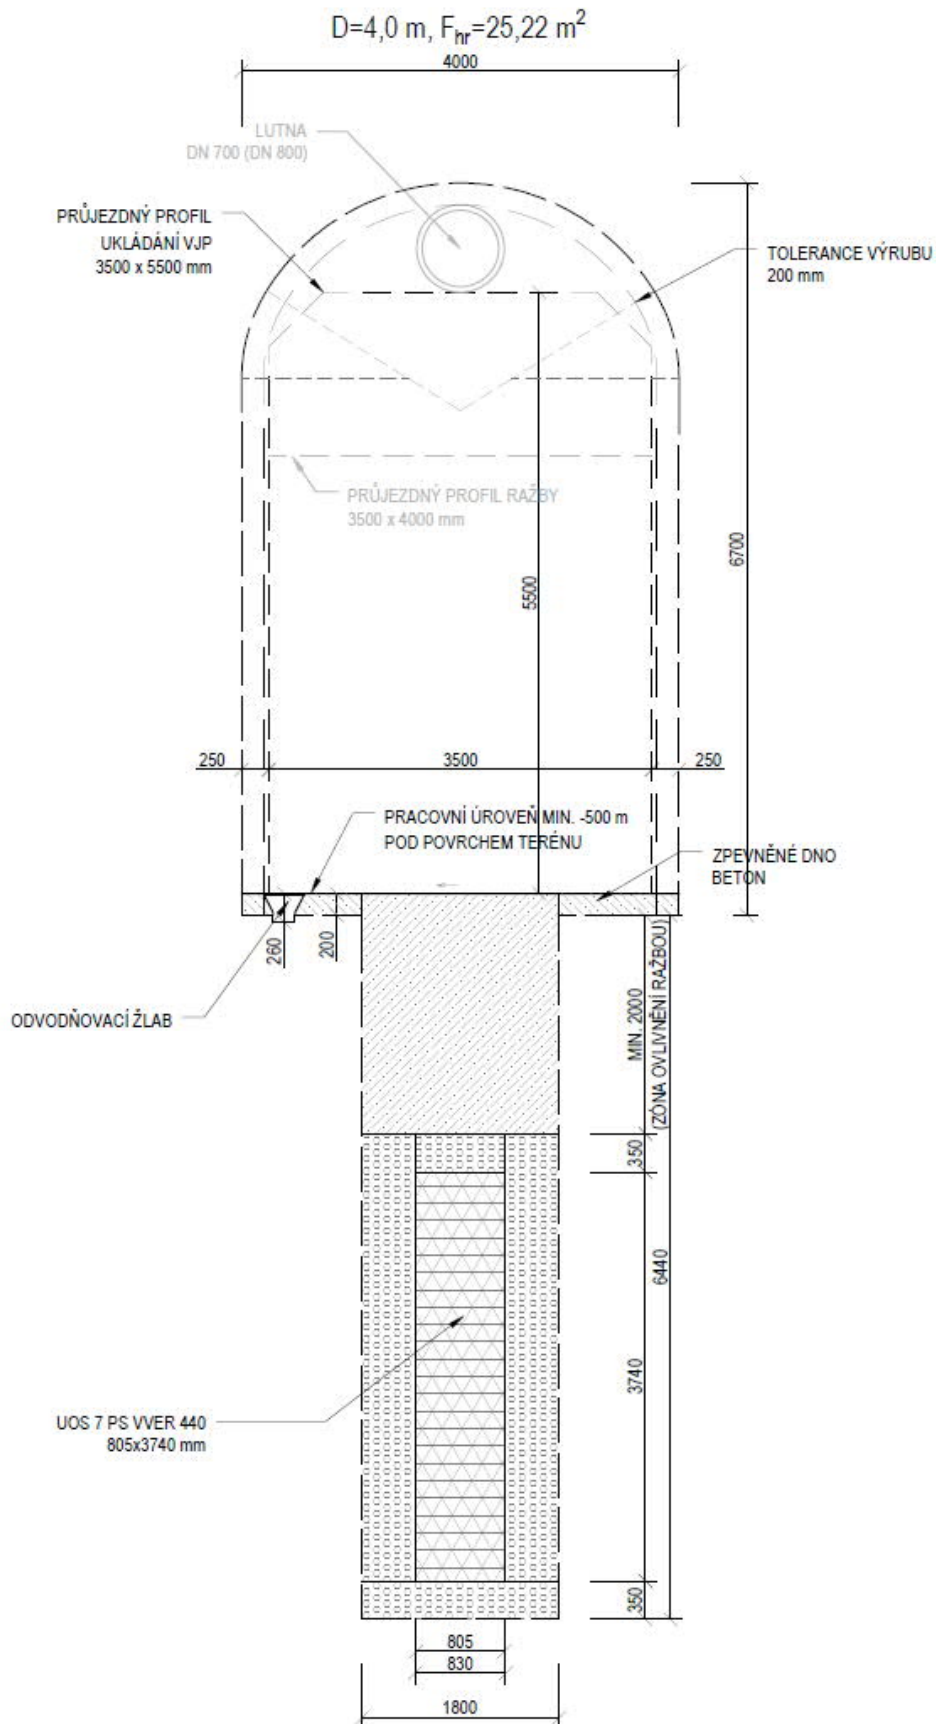 D=4,0 m, Fhr=25,22 m²
4000
LUTNA
DN 700 (DN 800)
PRŮJEZDNÝ PROFIL
UKLÁDÁNÍ VJP
3500 x 5500 mm
TOLERANCE VÝRUBU
200 mm
PRŮJEZDNÝ PROFIL RAŽBY
3500 x 4000 mm
5500
6700
250
3500
250
PRACOVNÍ ÚROVEŇ MIN. -500 m
POD POVRCHEM TERÉNU
ZPEVNĚNÉ DNO
BETON
260
200
ODVODŇOVACÍ ŽLAB
MIN. 2000
(ZÓNA OVLIVNĚNÍ RAŽBOU)
350
6440
3740
UOS 7 PS VVER 440
805x3740 mm
350
805
830
1800